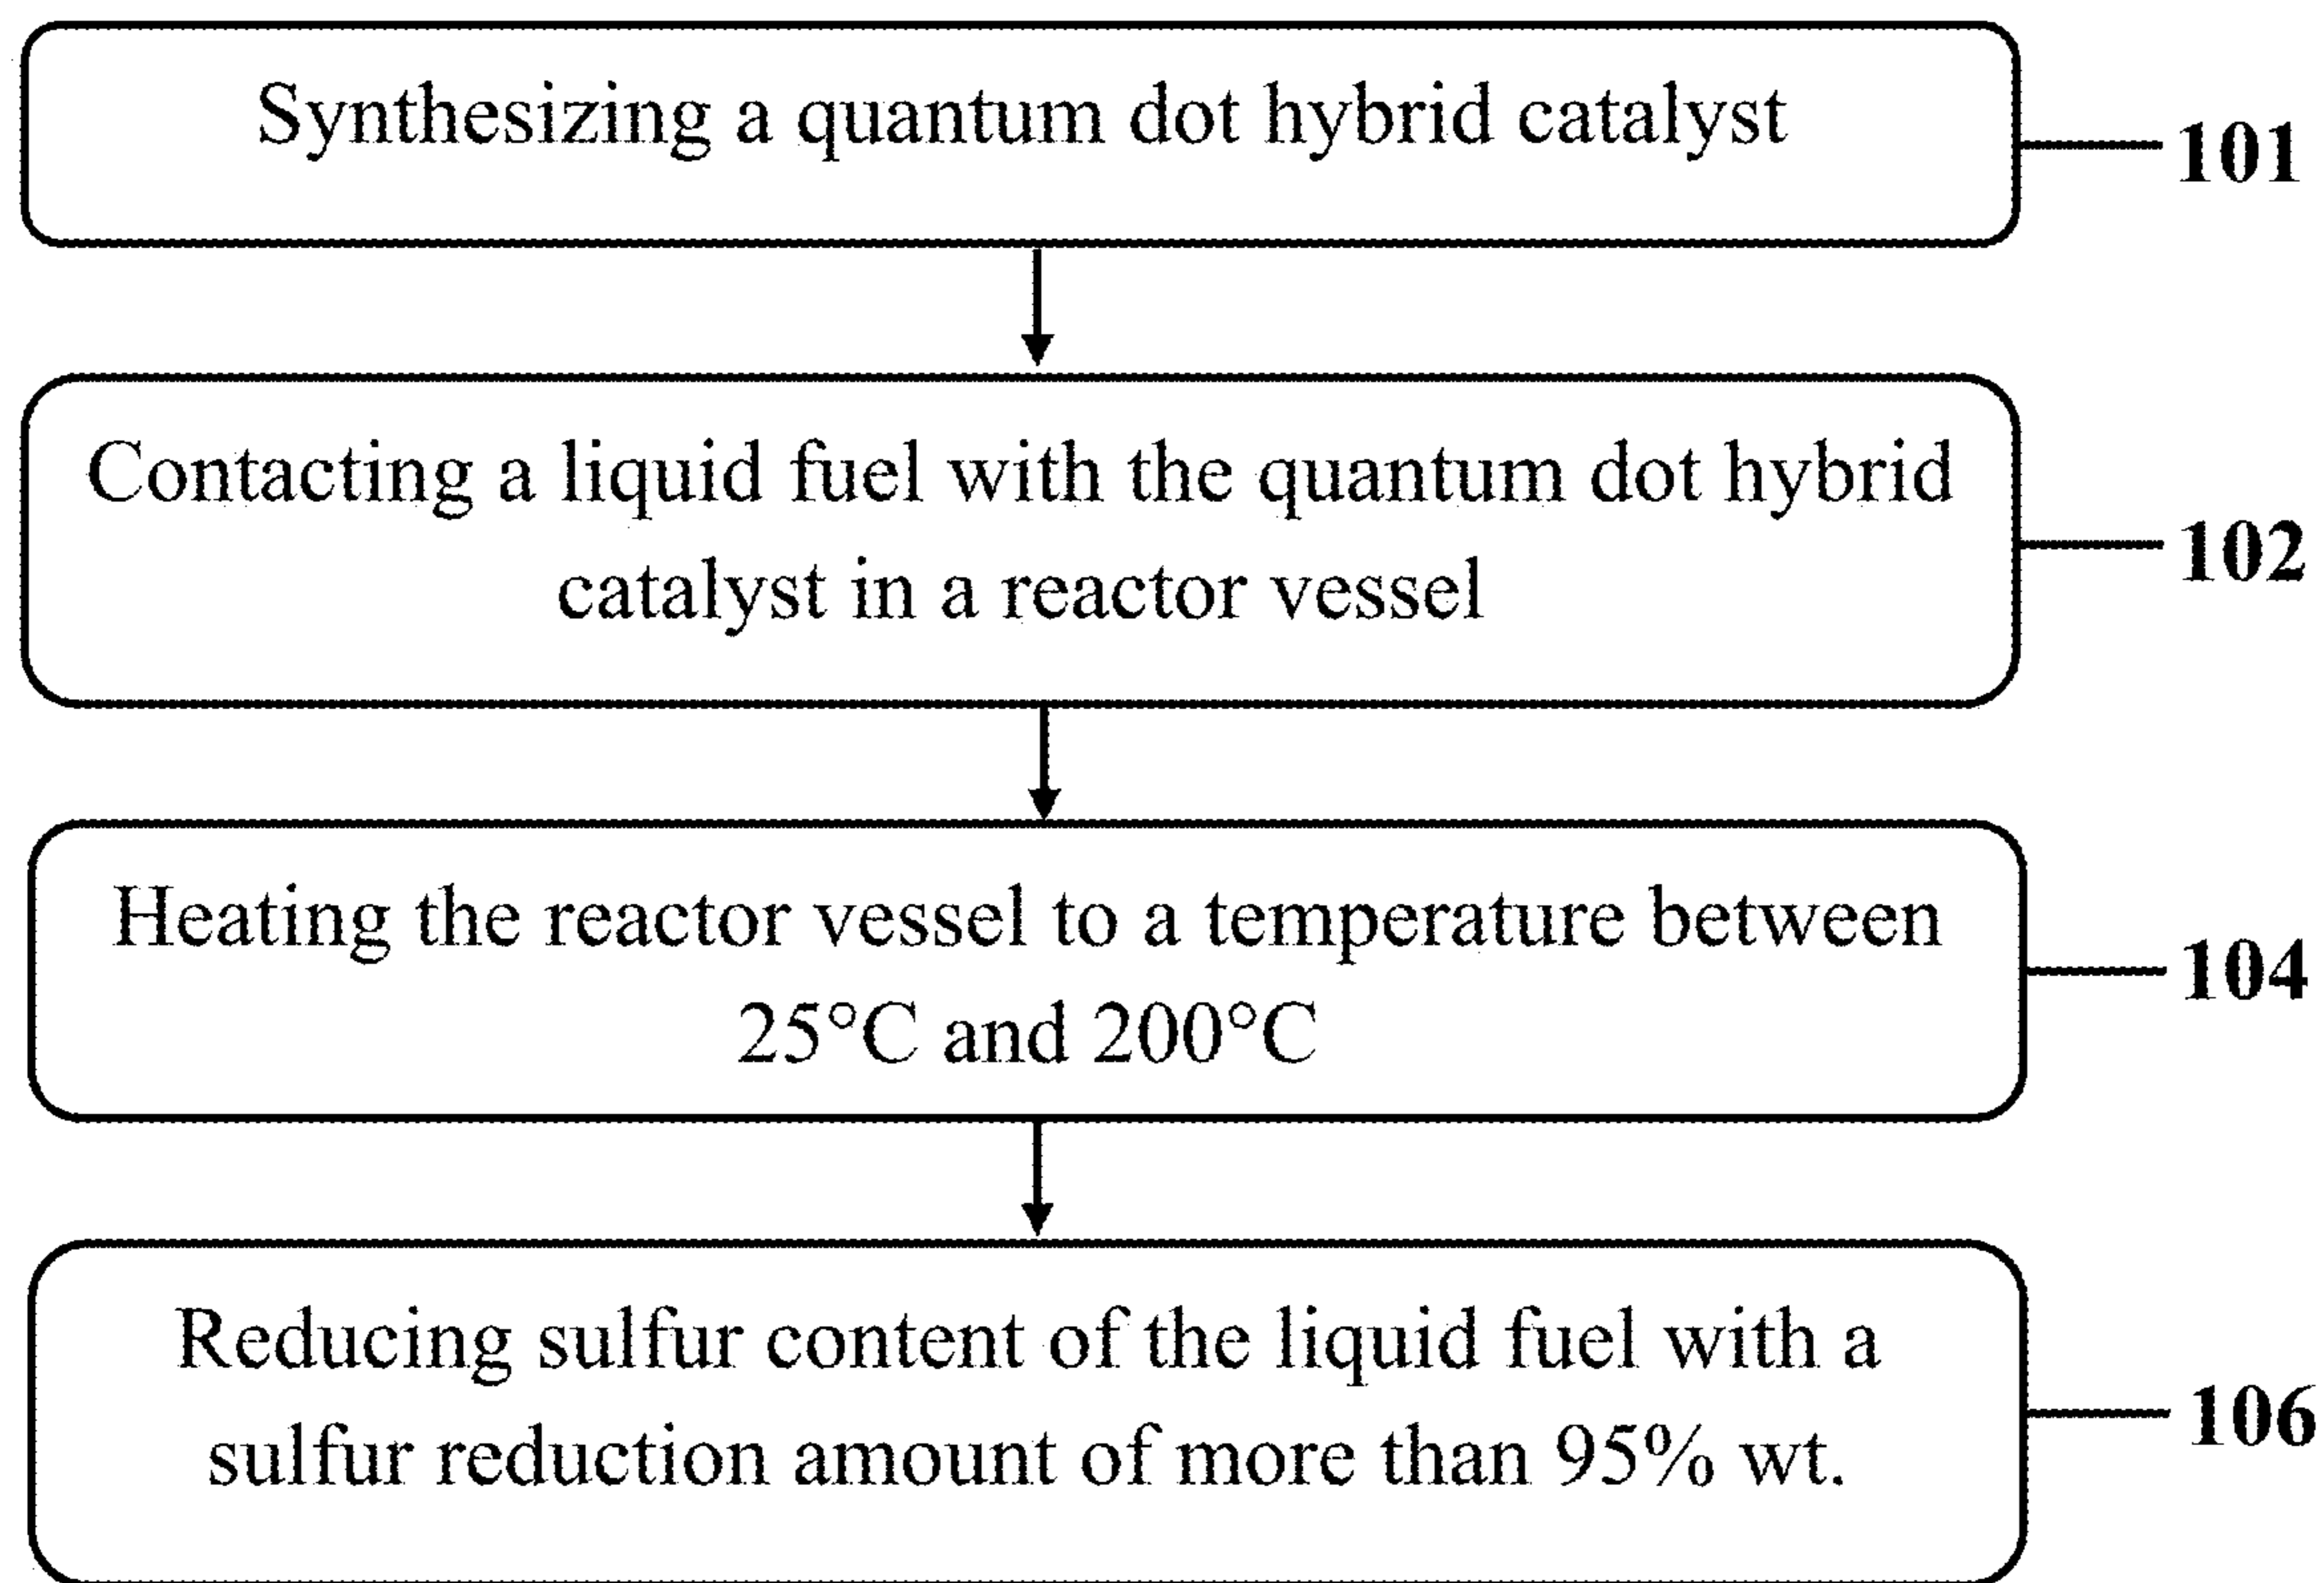 Synthesizing a quantum dot hybrid catalyst
101
Contacting a liquid fuel with the quantum dot hybrid
catalyst in a reactor vessel
102
Heating the reactor vessel to a temperature between
25°C and 200°C
104
Reducing sulfur content of the liquid fuel with a
sulfur reduction amount of more than 95% wt.
106